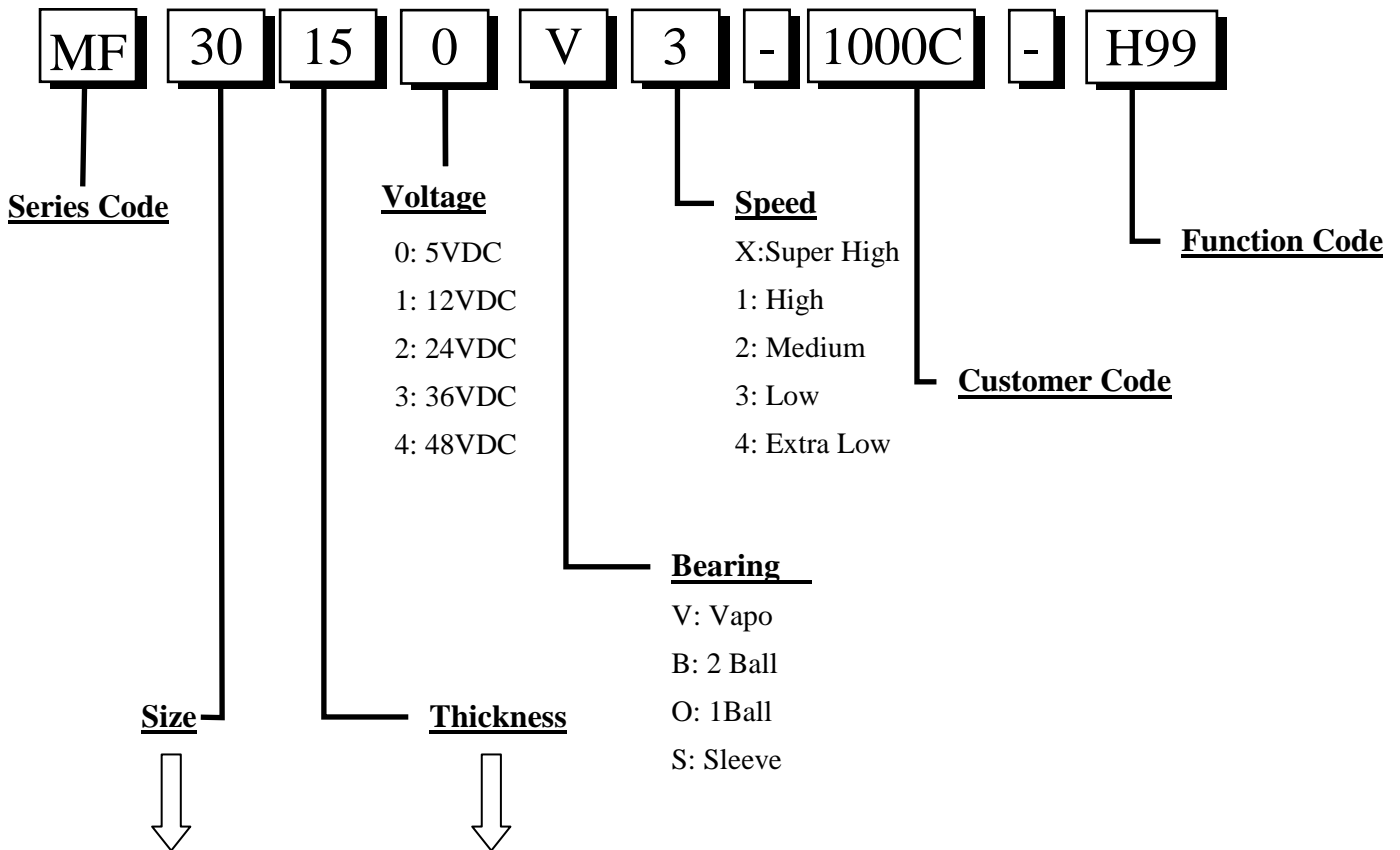 MF 30 15 0 V 3 - 1000C - H99
Series Code
Voltage
0: 5VDC
1: 12VDC
2: 24VDC
3: 36VDC
4: 48VDC
Speed
X:Super High
1: High
2: Medium
3: Low
4: Extra Low
Function Code
Customer Code
Bearing
V: Vapo
B: 2 Ball
O: 1Ball
S: Sleeve
Size
Thickness